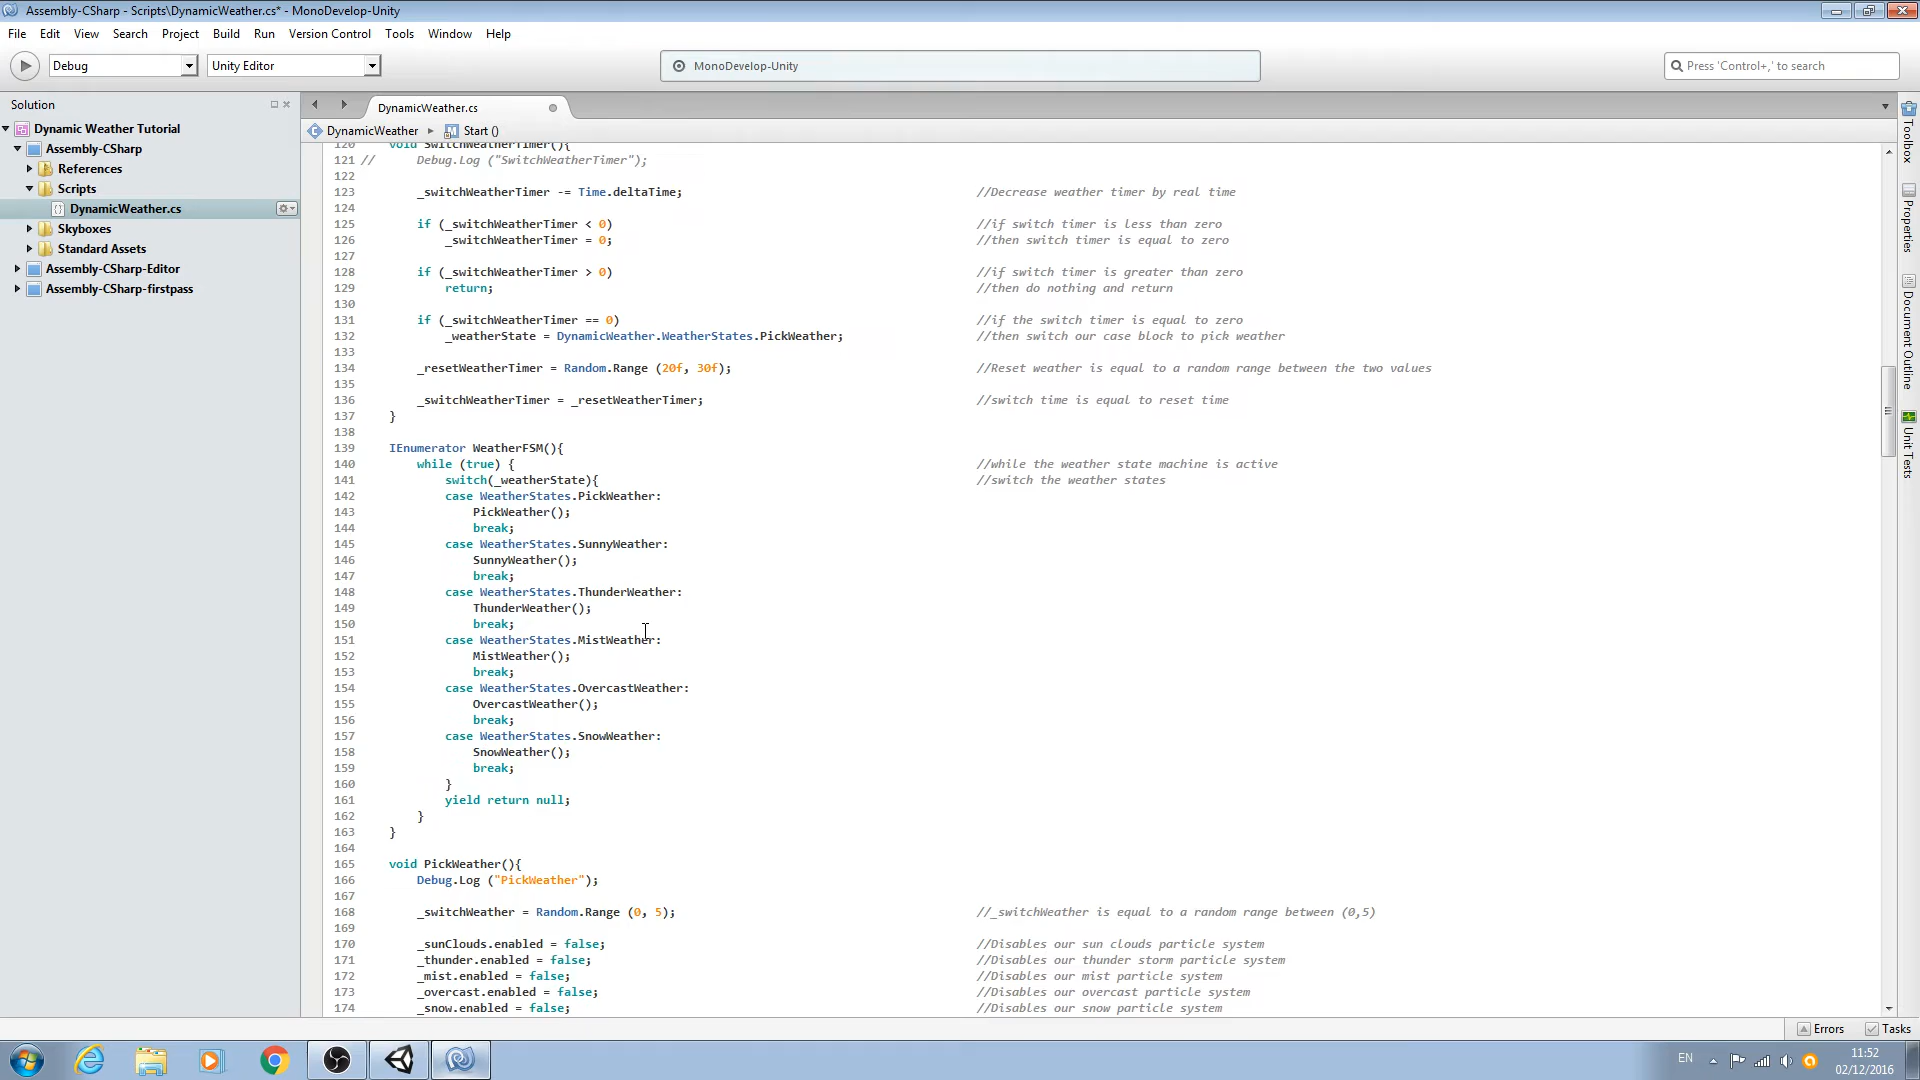 Assembly-CSharp - Scripts\DynamicWeather.cs* - MonoDevelop-Unity
File Edit View Search Project Build Run Version Control Tools Window Help
Debug Unity Editor MonoDevelop-Unity Press 'Control+,' to search
Solution
Dynamic Weather Tutorial
Assembly-CSharp
References
Scripts
DynamicWeather.cs
Skyboxes
Standard Assets
Assembly-CSharp-Editor
Assembly-CSharp-firstpass
DynamicWeather.cs
DynamicWeather Start ()
120 void SwitchWeatherTimer(){
121 // Debug.Log ("SwitchWeatherTimer");
122
123 _switchWeatherTimer -= Time.deltaTime; //Decrease weather timer by real time
124
125 if (_switchWeatherTimer < 0) //if switch timer is less than zero
126 _switchWeatherTimer = 0; //then switch timer is equal to zero
127
128 if (_switchWeatherTimer > 0) //if switch timer is greater than zero
129 return; //then do nothing and return
130
131 if (_switchWeatherTimer == 0) //if the switch timer is equal to zero
132 _weatherState = DynamicWeather.WeatherStates.PickWeather; //then switch our case block to pick weather
133
134 _resetWeatherTimer = Random.Range (20f, 30f); //Reset weather is equal to a random range between the two values
135
136 _switchWeatherTimer = _resetWeatherTimer; //switch time is equal to reset time
137 }
138
139 IEnumerator WeatherFSM(){
140 while (true) { //while the weather state machine is active
141 switch(_weatherState){ //switch the weather states
142 case WeatherStates.PickWeather:
143 PickWeather();
144 break;
145 case WeatherStates.SunnyWeather:
146 SunnyWeather();
147 break;
148 case WeatherStates.ThunderWeather:
149 ThunderWeather();
150 break;
151 case WeatherStates.MistWeather:
152 MistWeather();
153 break;
154 case WeatherStates.OvercastWeather:
155 OvercastWeather();
156 break;
157 case WeatherStates.SnowWeather:
158 SnowWeather();
159 break;
160 }
161 yield return null;
162 }
163 }
164
165 void PickWeather(){
166 Debug.Log ("PickWeather");
167
168 _switchWeather = Random.Range (0, 5); //_switchWeather is equal to a random range between (0,5)
169
170 _sunClouds.enabled = false; //Disables our sun clouds particle system
171 _thunder.enabled = false; //Disables our thunder storm particle system
172 _mist.enabled = false; //Disables our mist particle system
173 _overcast.enabled = false; //Disables our overcast particle system
174 _snow.enabled = false; //Disables our snow particle system
Toolbox
Properties
Document Outline
Unit Tests
Errors Tasks
EN
11:52
02/12/2016